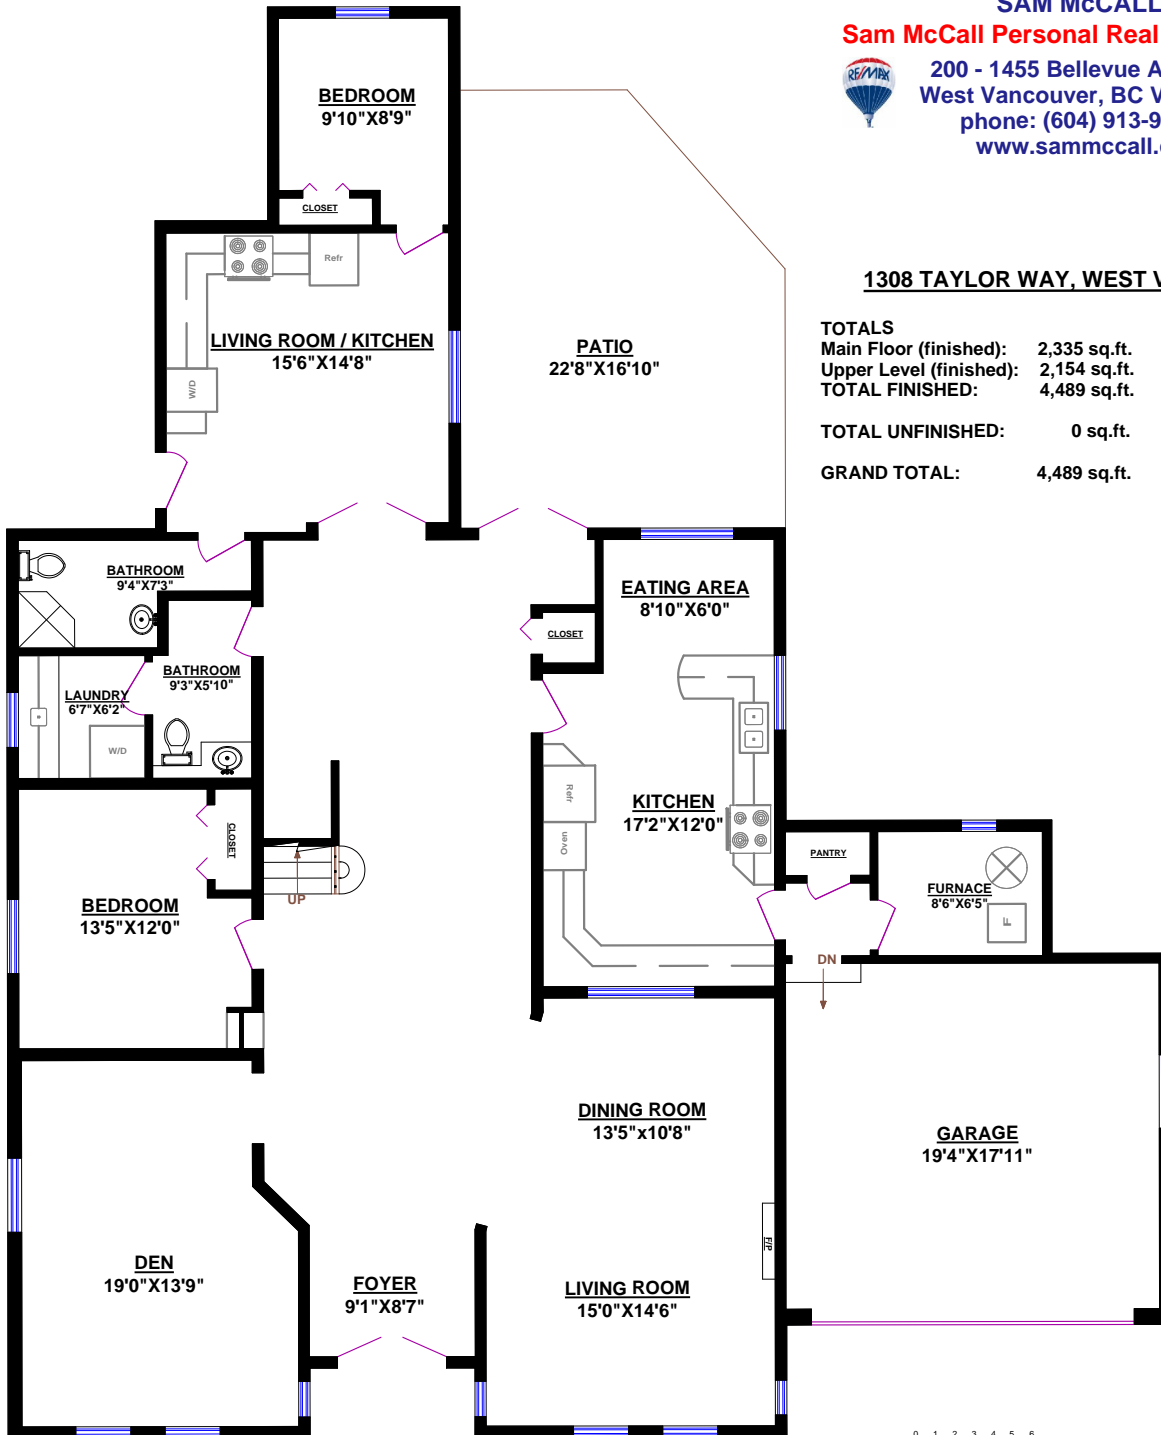 SAM McCALL
Sam McCall Personal Real
RE/MAX
200 - 1455 Bellevue A
West Vancouver, BC V
phone: (604) 913-9
www.sammccall.
1308 TAYLOR WAY, WEST V
TOTALS
Main Floor (finished): 2,335 sq.ft.
Upper Level (finished): 2,154 sq.ft.
TOTAL FINISHED: 4,489 sq.ft.
TOTAL UNFINISHED: 0 sq.ft.
GRAND TOTAL: 4,489 sq.ft.
BEDROOM
9'10"X8'9"
CLOSET
Refr
LIVING ROOM / KITCHEN
15'6"X14'8"
W/D
PATIO
22'8"X16'10"
BATHROOM
9'4"X7'3"
EATING AREA
8'10"X6'0"
CLOSET
BATHROOM
9'3"X5'10"
LAUNDRY
6'7"X6'2"
W/D
Refr
KITCHEN
17'2"X12'0"
Oven
CLOSET
PANTRY
FURNACE
8'6"X6'5"
F
UP
BEDROOM
13'5"X12'0"
DN
DINING ROOM
13'5"x10'8"
GARAGE
19'4"X17'11"
F/P
DEN
19'0"X13'9"
FOYER
9'1"X8'7"
LIVING ROOM
15'0"X14'6"
0 1 2 3 4 5 6